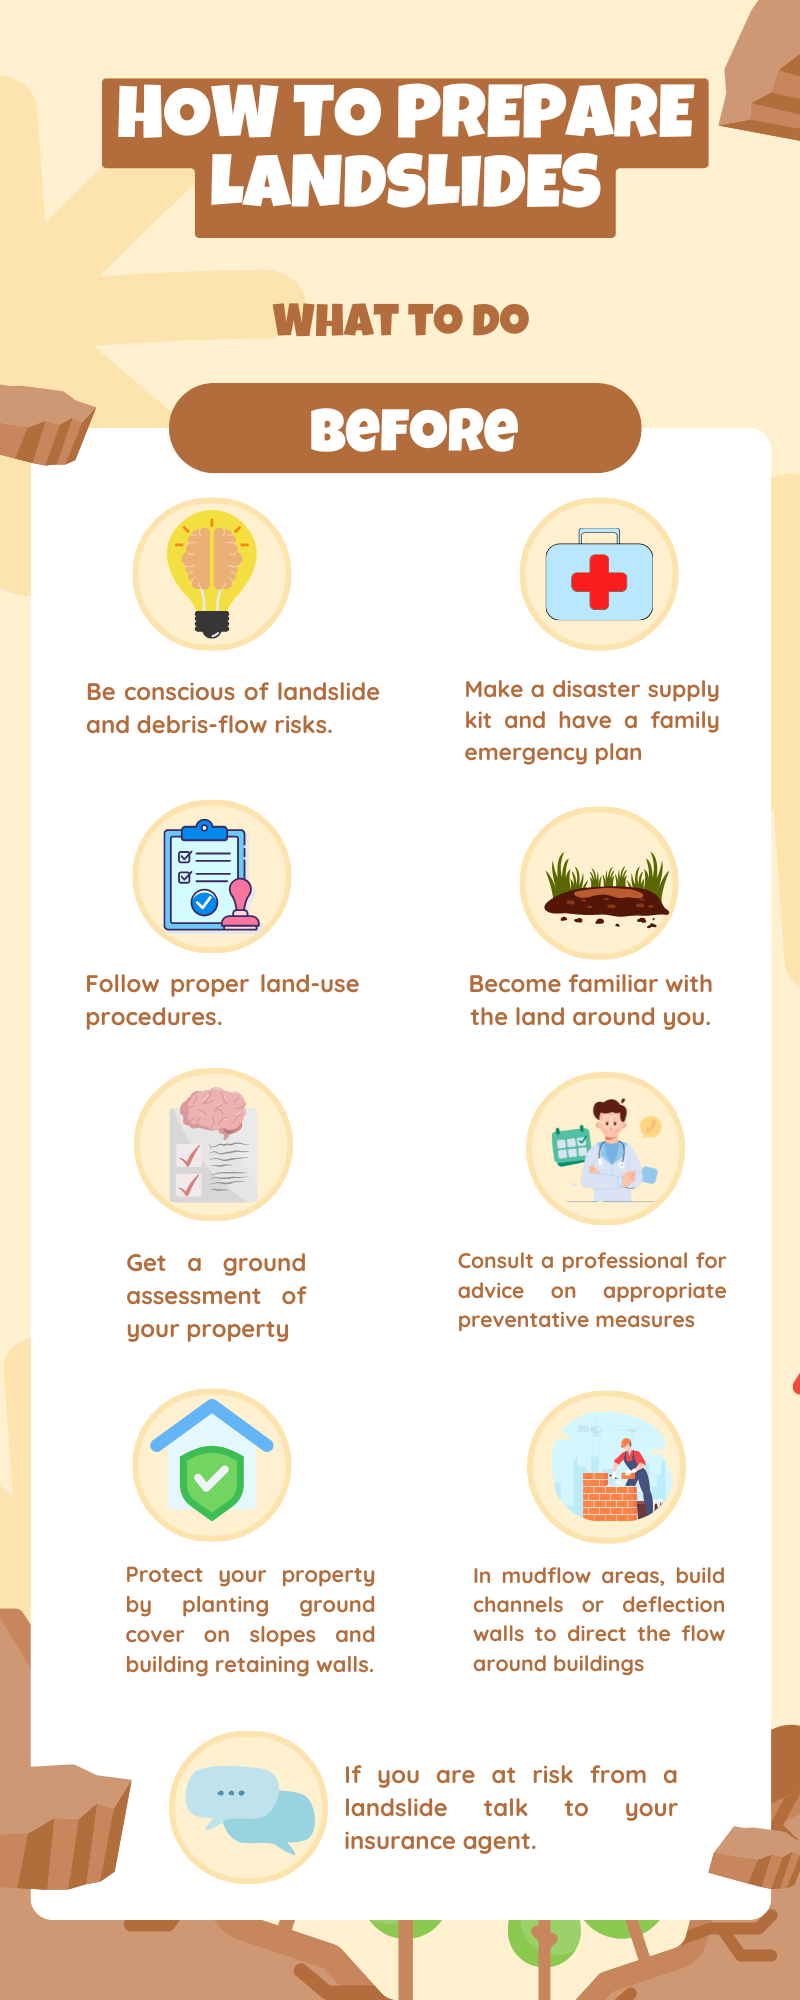 HOW TO PREPARE
LANDSLIDES
WHAT TO DO
BeFORe
Be conscious of landslide
and debris-flow risks.
Make a disaster supply
kit and have a family
emergency plan
Follow proper land-use
procedures.
Become familiar with
the land around you.
Get a ground
assessment of
your property
Consult a professional for
advice on appropriate
preventative measures
Protect your property
by planting ground
cover on slopes and
building retaining walls.
In mudflow areas, build
channels or deflection
walls to direct the flow
around buildings
If you are at risk from a
landslide talk to your
insurance agent.